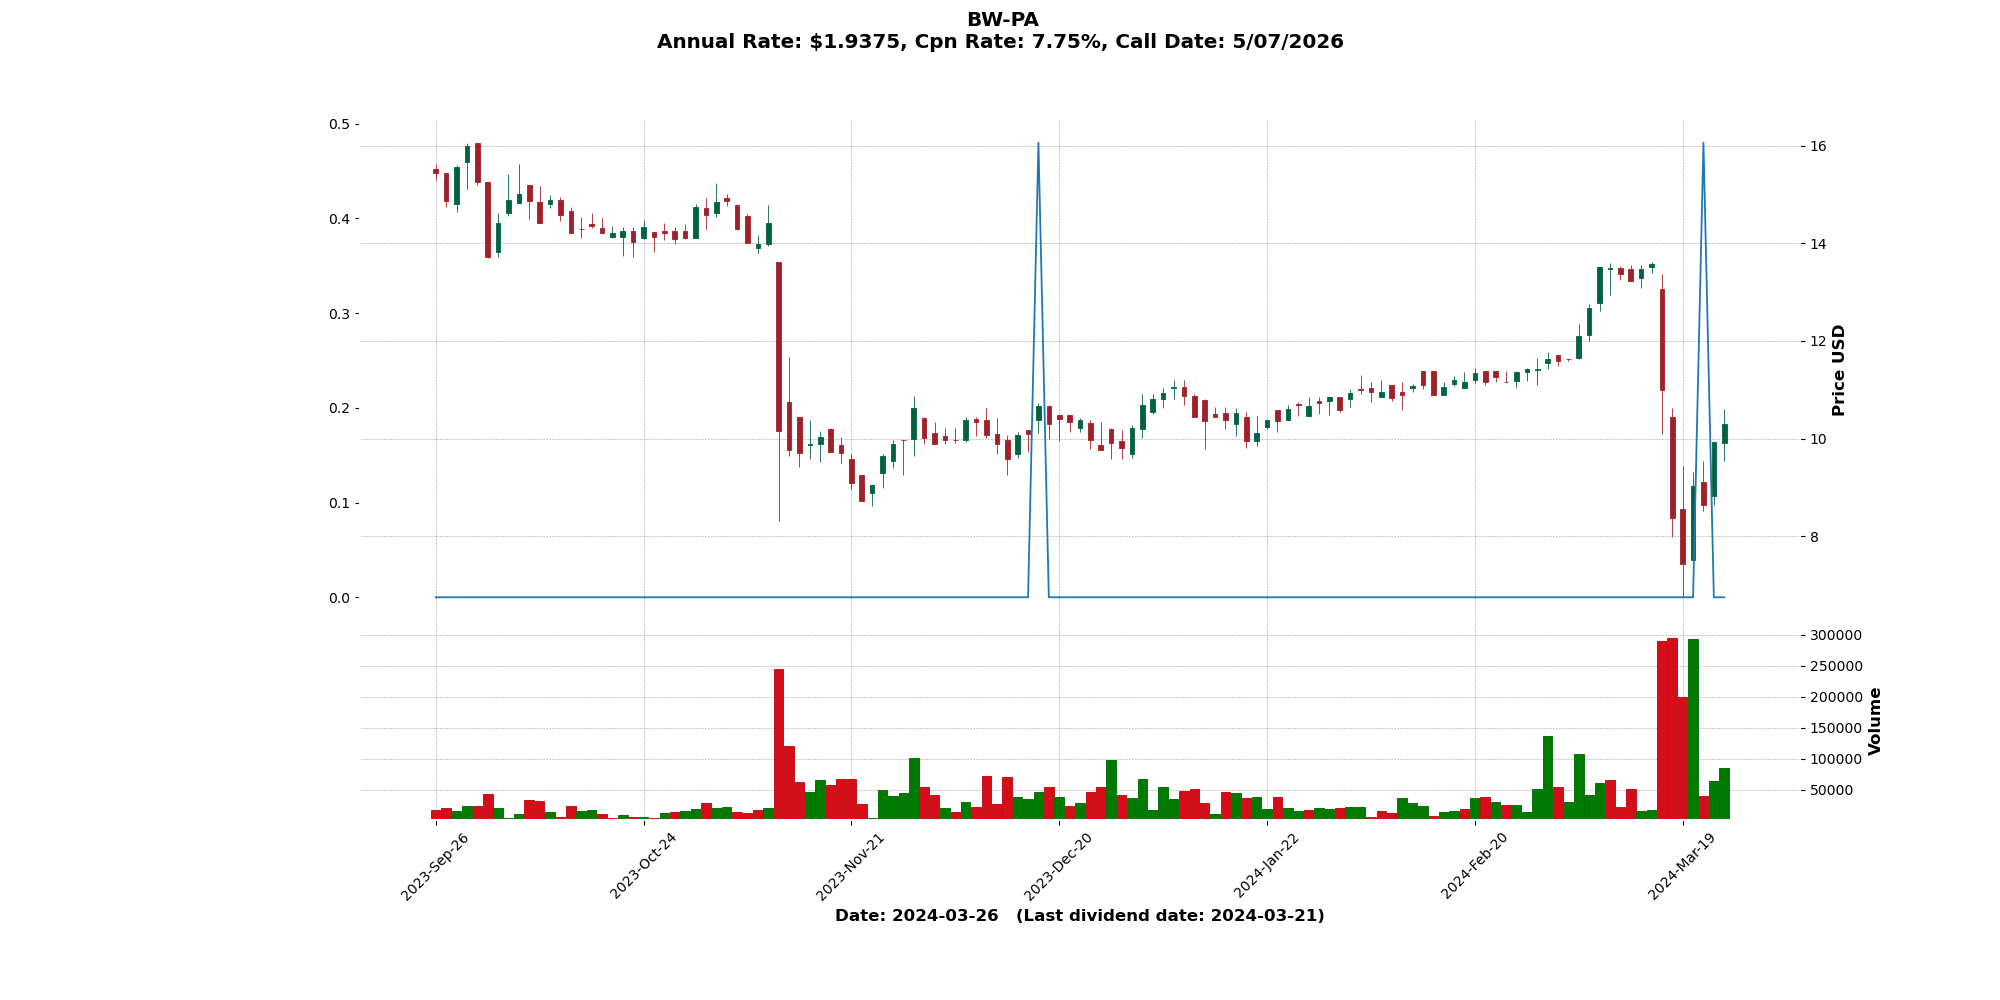 BW-PA
Annual Rate: $1.9375, Cpn Rate: 7.75%, Call Date: 5/07/2026
0.5
0.4
0.3
0.2
0.1
0.0
16
14
12
10
8
Price USD
300000
250000
200000
150000
100000
50000
Volume
2023-Sep-26
2023-Oct-24
2023-Nov-21
2023-Dec-20
2024-Jan-22
2024-Feb-20
2024-Mar-19
Date: 2024-03-26 (Last dividend date: 2024-03-21)